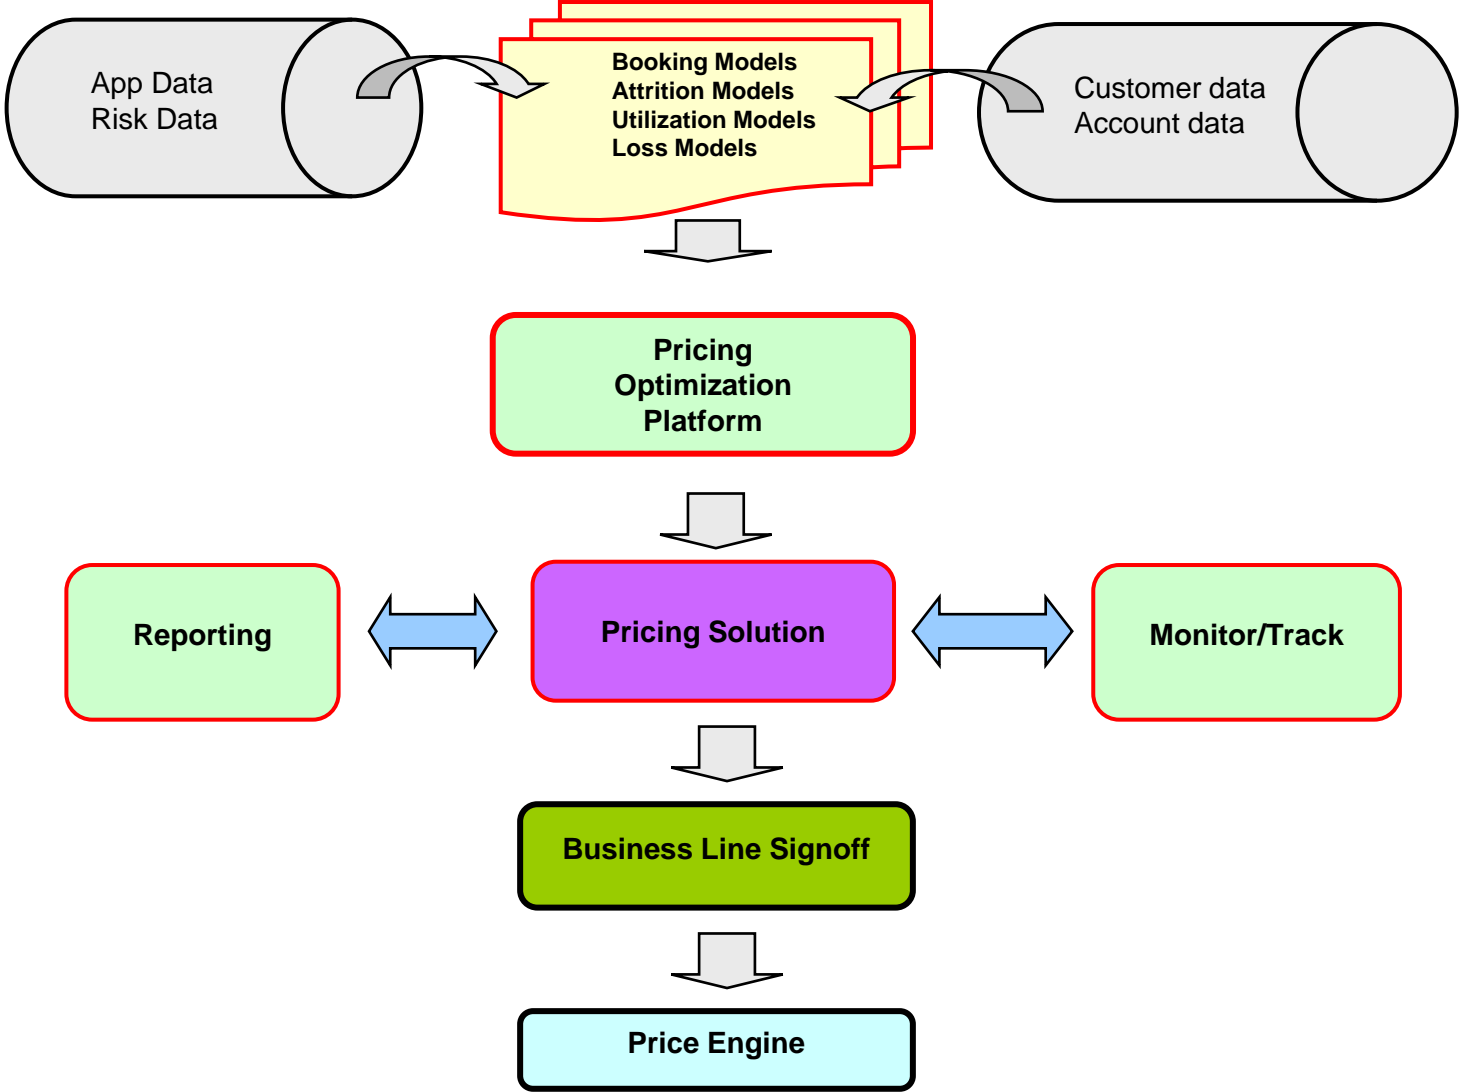 App Data
Risk Data
Booking Models
Attrition Models
Utilization Models
Loss Models
Customer data
Account data
Pricing
Optimization
Platform
Reporting
Pricing Solution
Monitor/Track
Business Line Signoff
Price Engine